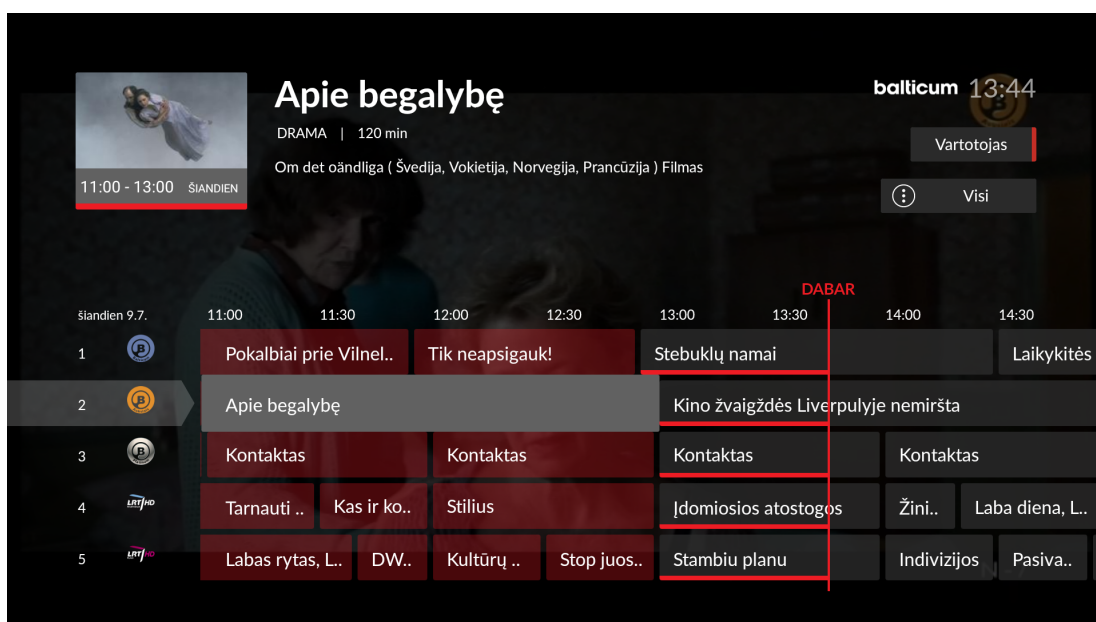 Apie begalybę
balticum 13:44
DRAMA | 120 min
Vartotojas
Om det oändliga ( Švedija, Vokietija, Norvegija, Prancūzija ) Filmas
11:00 - 13:00 ŠIANDIEN
Visi
DABAR
šiandien 9.7. 11:00 11:30 12:00 12:30 13:00 13:30 14:00 14:30
1 B Pokalbiai prie Vilnel.. Tik neapsigauk! Stebuklų namai Laikykitės
2 B Apie begalybę Kino žvaigždės Liverpulyje nemiršta
3 B Kontaktas Kontaktas Kontaktas Kontaktas
4 LRT HD Tarnauti .. Kas ir ko.. Stilius Įdomiosios atostogos Žini.. Laba diena, L..
5 LRT HD Labas rytas, L.. DW.. Kultūrų .. Stop juos.. Stambiu planu Indivizijos Pasiva..